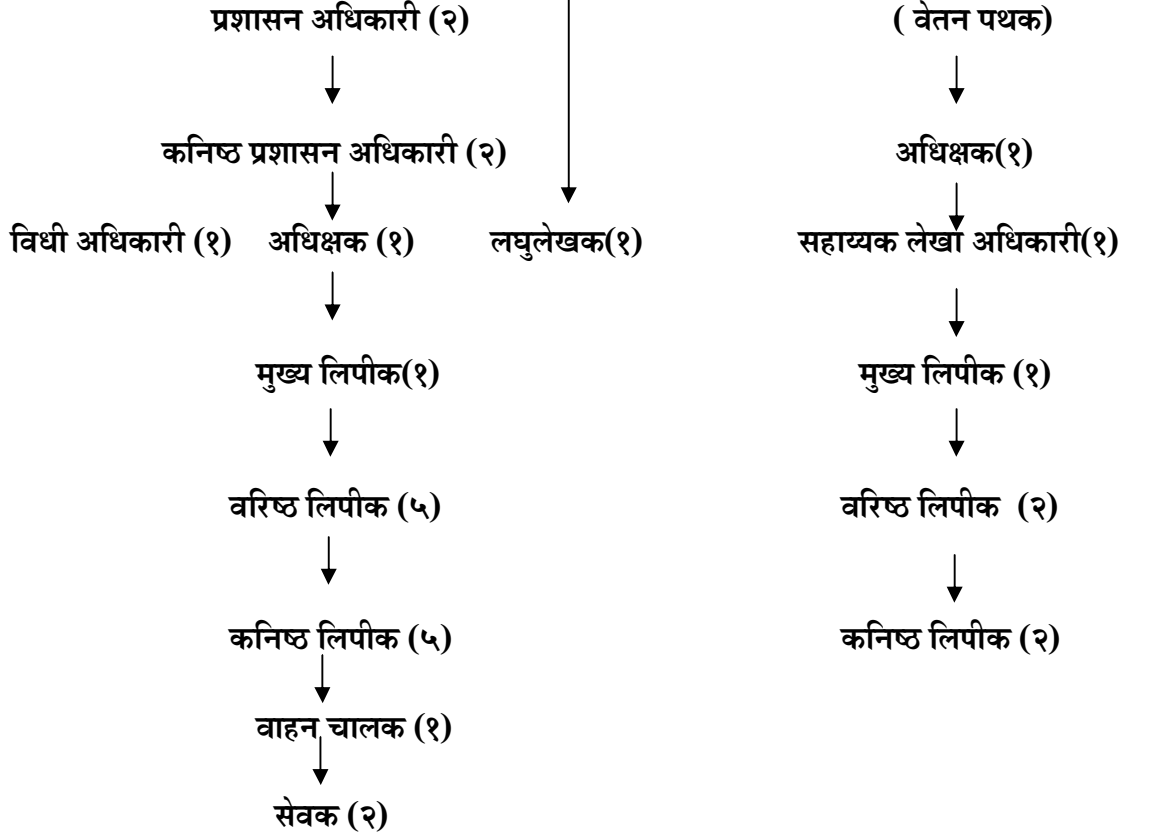 प्रशासन अधिकारी (२) ( वेतन पथक)
कनिष्ठ प्रशासन अधिकारी (२) अधिक्षक(१)
विधी अधिकारी (१) अधिक्षक (१) लघुलेखक(१) सहाय्यक लेखा अधिकारी(१)
मुख्य लिपीक(१) मुख्य लिपीक (१)
वरिष्ठ लिपीक (५) वरिष्ठ लिपीक (२)
कनिष्ठ लिपीक (५) कनिष्ठ लिपीक (२)
वाहन चालक (१)
सेवक (२)